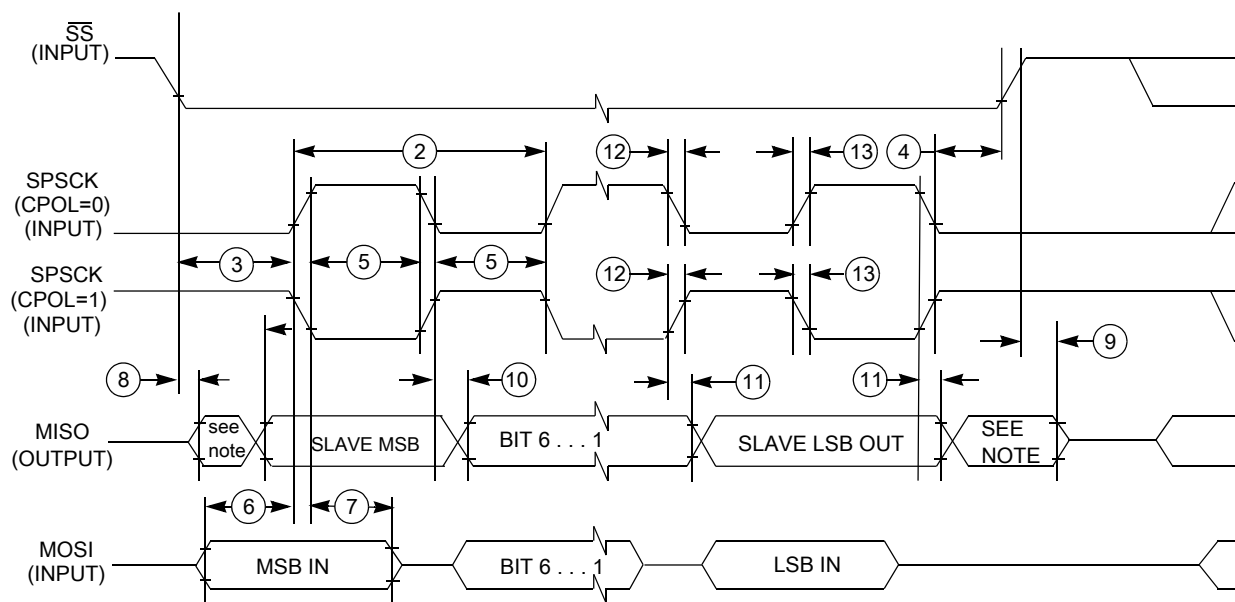 SS
(INPUT)
2
12
13
4
SPSCK
(CPOL=0)
(INPUT)
3
5
5
SPSCK
(CPOL=1)
(INPUT)
12
13
8
10
11
11
9
MISO
(OUTPUT)
see
note
SLAVE MSB
BIT 6 . . . 1
SLAVE LSB OUT
SEE
NOTE
6
7
MOSI
(INPUT)
MSB IN
BIT 6 . . . 1
LSB IN